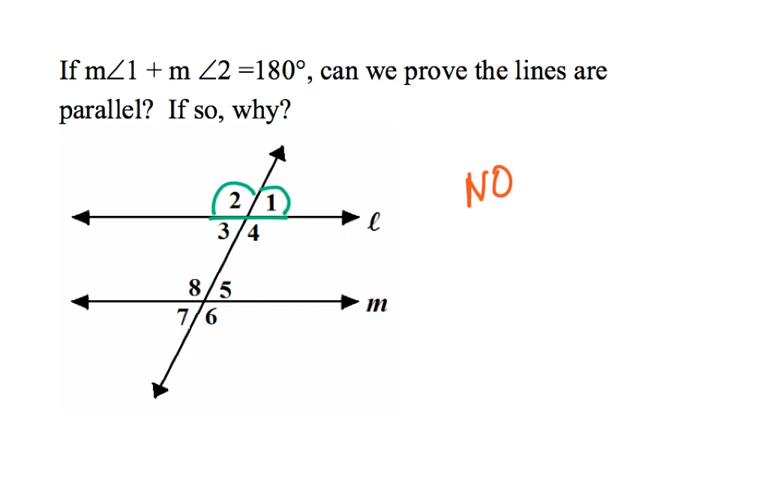 If m∠1 + m ∠2 =180°, can we prove the lines are
parallel? If so, why?
NO
2 1
ℓ
3 4
8 5
m
7 6